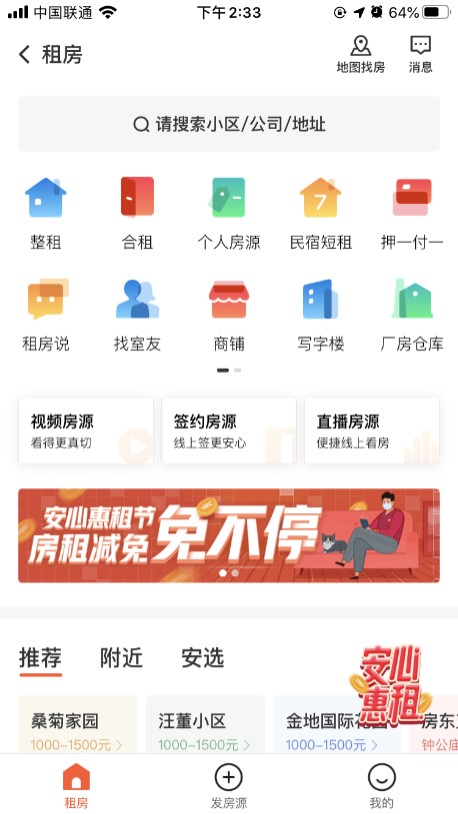 中国联通
下午2:33
64%
租房
地图找房
消息
请搜索小区/公司/地址
整租
合租
个人房源
7
民宿短租
押一付一
租房说
找室友
商铺
写字楼
厂房仓库
视频房源
看得更真切
签约房源
线上签更安心
直播房源
便捷线上看房
安心惠租节
房租减免
免不停
推荐
附近
安选
安心
惠租
桑菊家园
1000-1500元
汪董小区
1000-1500元
金地国际花园
1000-1500元
房东
钟公庙
租房
发房源
我的